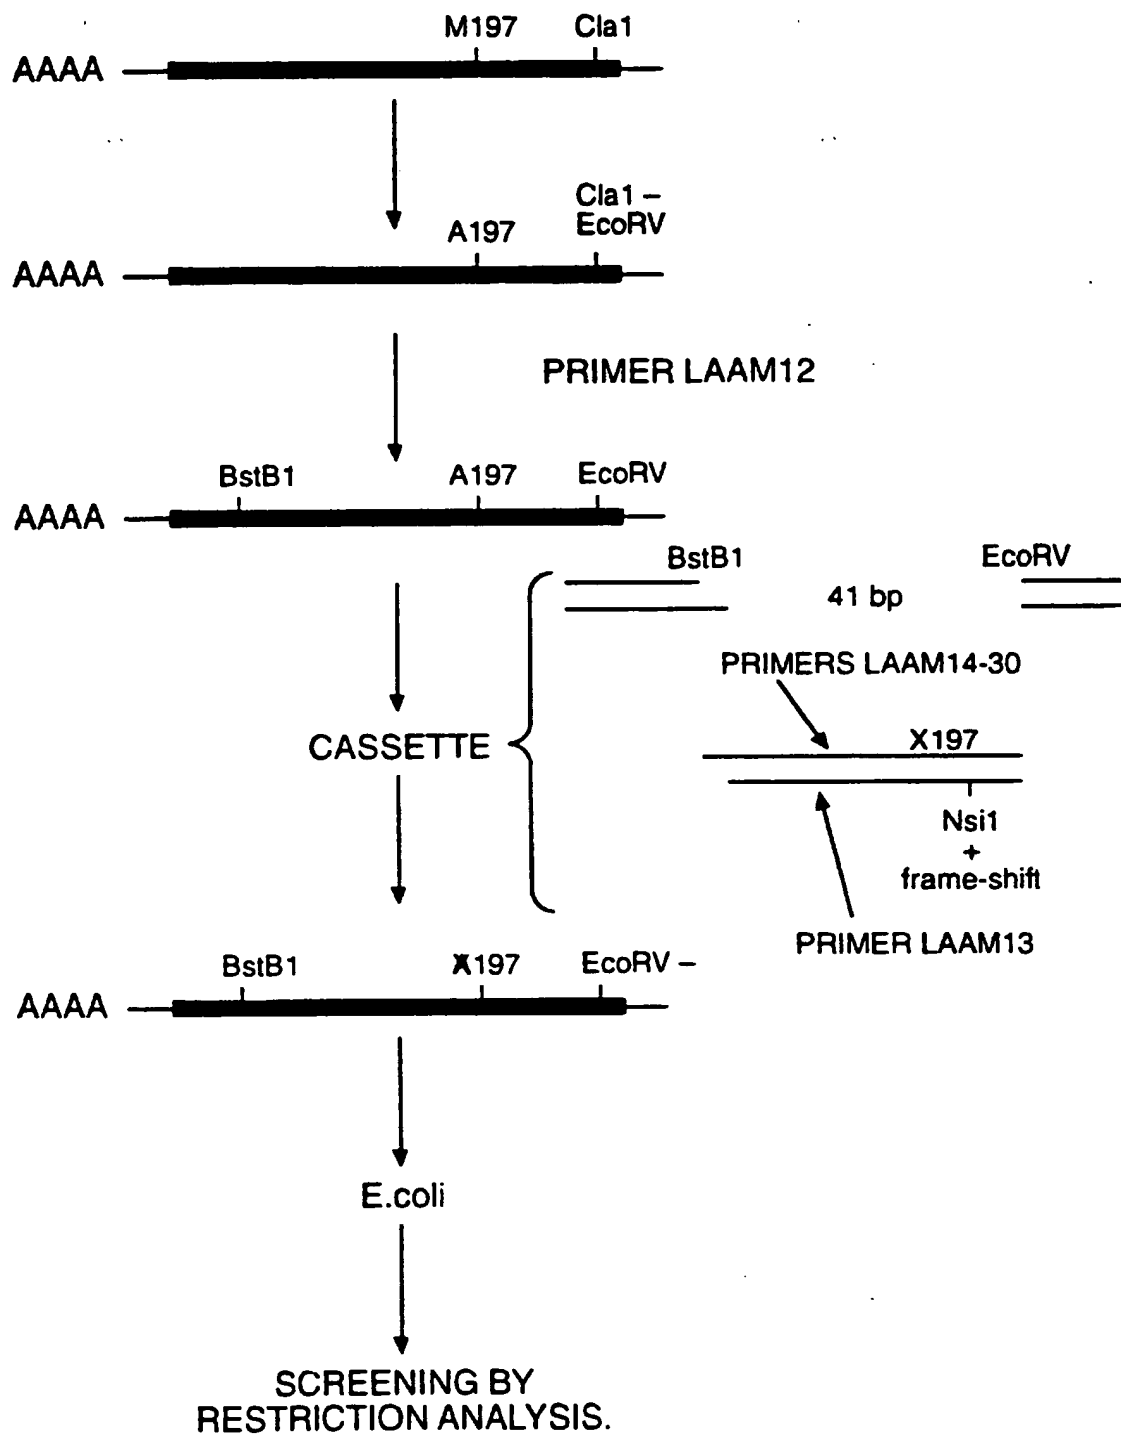 M197 Cla1
AAAA
Cla1 –
A197 EcoRV
AAAA
PRIMER LAAM12
BstB1 A197 EcoRV
AAAA
BstB1 EcoRV
41 bp
PRIMERS LAAM14-30
CASSETTE
X197
Nsi1
+
frame-shift
PRIMER LAAM13
BstB1 X197 EcoRV –
AAAA
E.coli
SCREENING BY
RESTRICTION ANALYSIS.